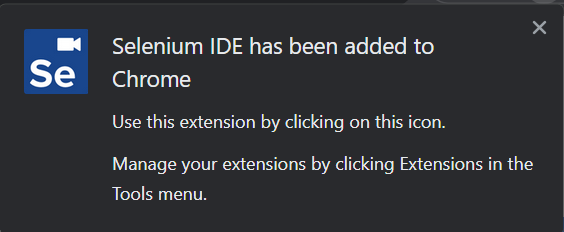 Se
Selenium IDE has been added to
Chrome
Use this extension by clicking on this icon.
Manage your extensions by clicking Extensions in the
Tools menu.